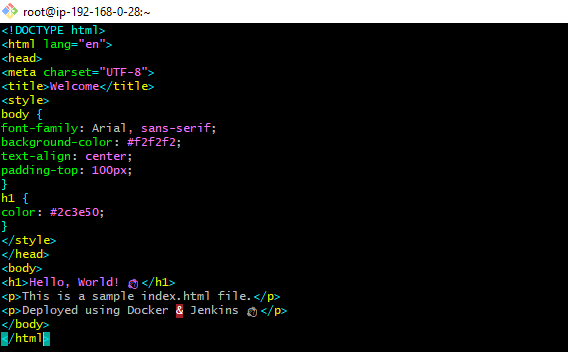 root@ip-192-168-0-28:~
<!DOCTYPE html>
<html lang="en">
<head>
<meta charset="UTF-8">
<title>Welcome</title>
<style>
body {
font-family: Arial, sans-serif;
background-color: #f2f2f2;
text-align: center;
padding-top: 100px;
}
h1 {
color: #2c3e50;
}
</style>
</head>
<body>
<h1>Hello, World! </h1>
<p>This is a sample index.html file.</p>
<p>Deployed using Docker & Jenkins </p>
</body>
</html>